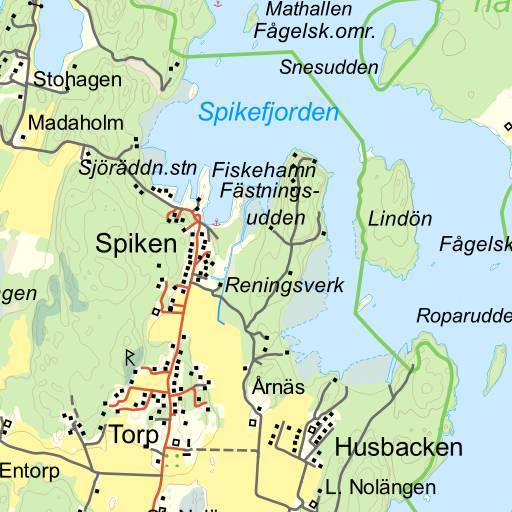 Mathallen
Fågelsk.omr.
Snesudden
Stohagen
Spikefjorden
Madaholm
Sjöräddn.stn
Fiskehamn
Fästnings-
udden
Lindön
Spiken
Fågelsk
Reningsverk
Roparudde
R
Årnäs
Torp
Husbacken
Entorp
L. Nolängen